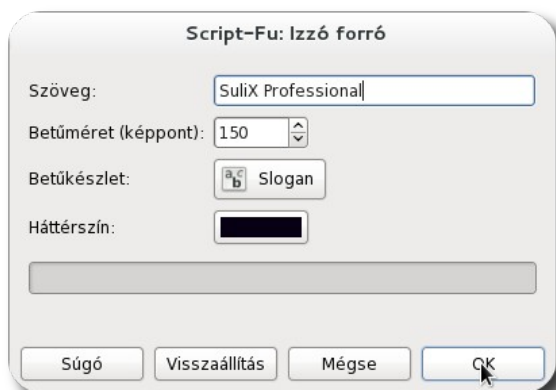 Script-Fu: Izzó forró
Szöveg: SuliX Professional
Betűméret (képpont): 150
Betűkészlet: Slogan
Háttérszín:
Súgó Visszaállítás Mégse OK